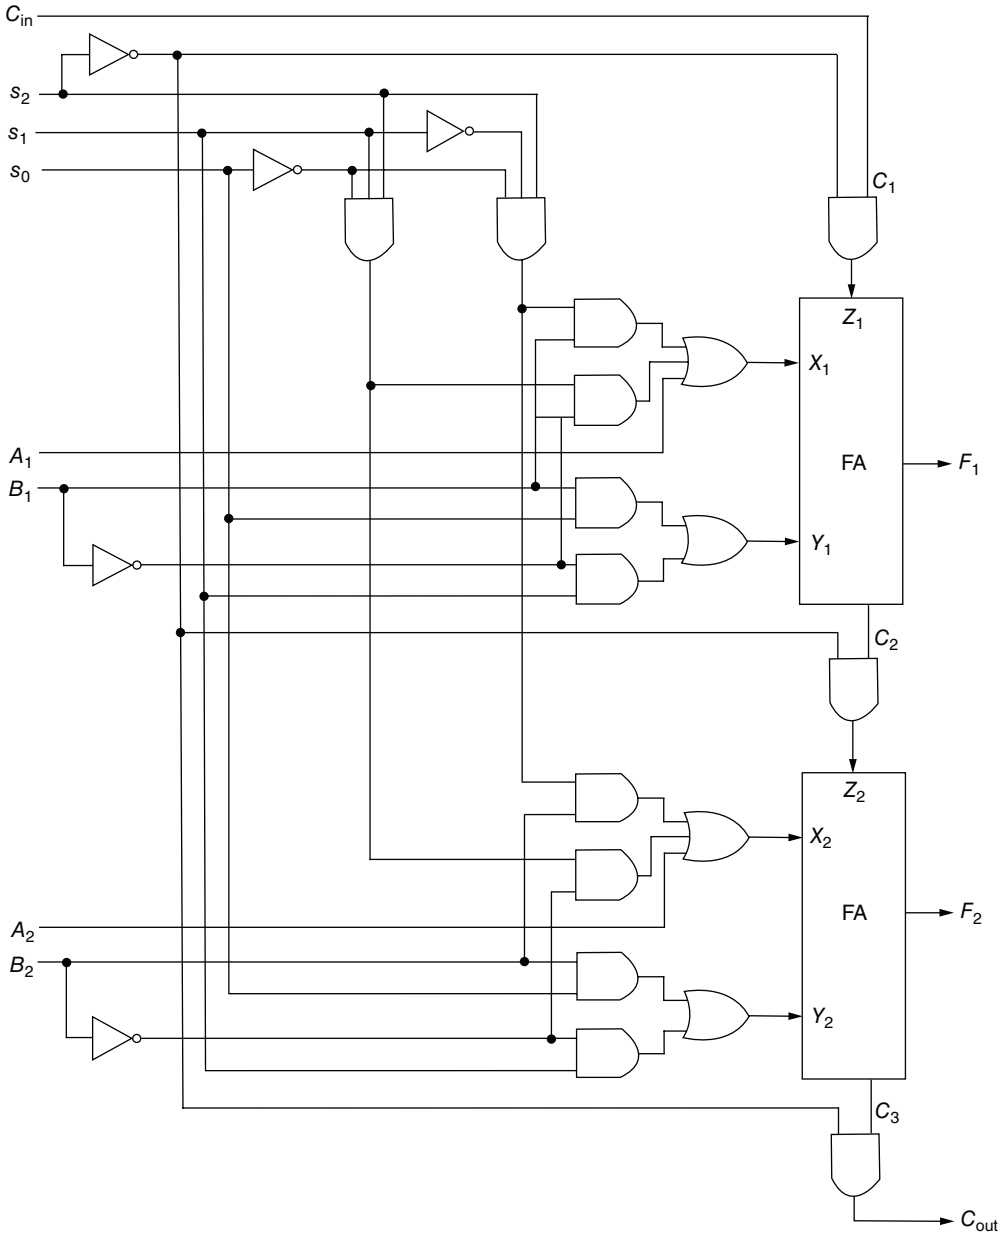 C_in
s_2
s_1
s_0
C_1
Z_1
X_1
A_1
FA
F_1
B_1
Y_1
C_2
Z_2
X_2
A_2
FA
F_2
B_2
Y_2
C_3
C_out